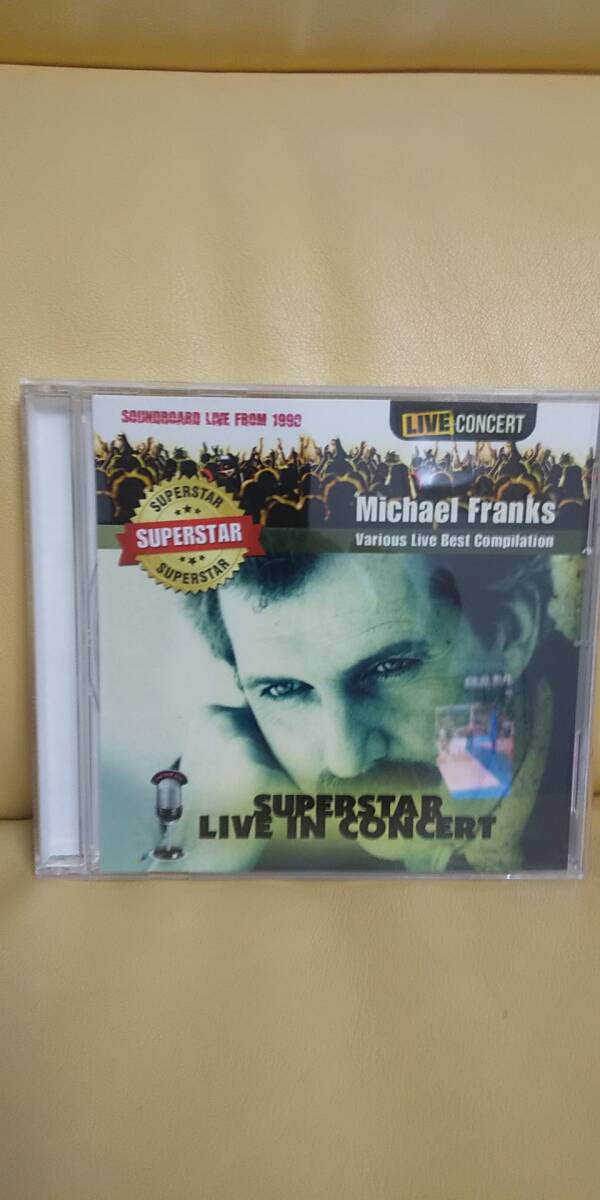 SOUNDBOARD LIVE FROM 1990
LIVE CONCERT
SUPERSTAR
SUPERSTAR
SUPERSTAR
Michael Franks
Various Live Best Compilation
SUPERSTAR
LIVE IN CONCERT